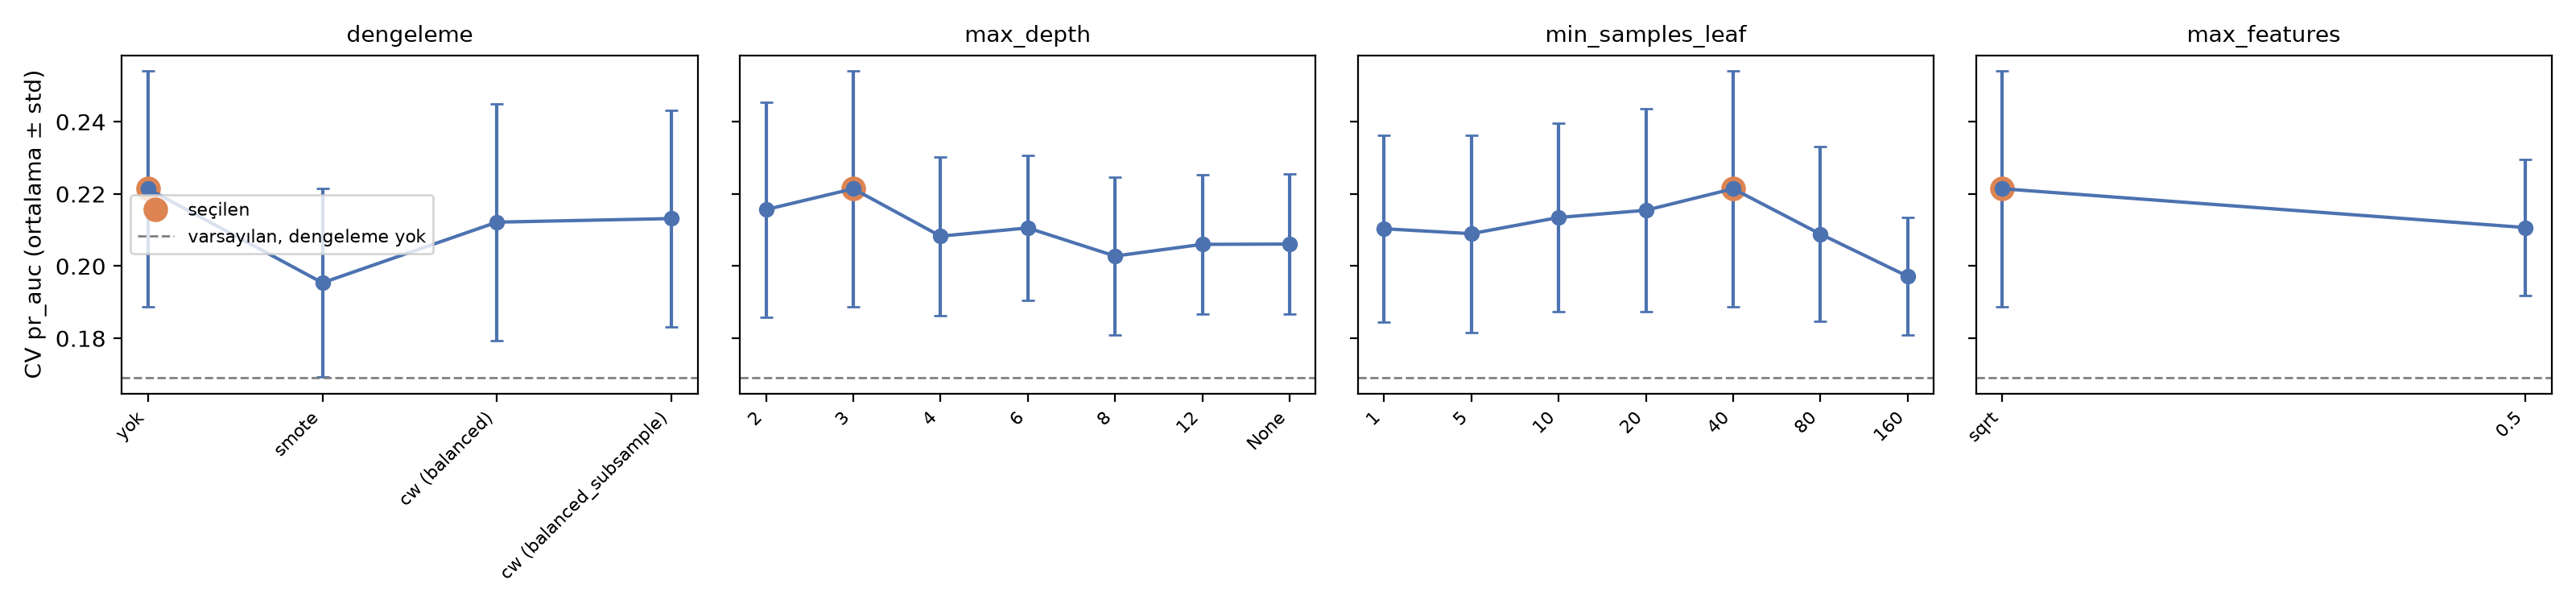 dengeleme
max_depth
min_samples_leaf
max_features
CV pr_auc (ortalama ± std)
0.24
0.22
0.20
0.18
seçilen
varsayılan, dengeleme yok
yok
smote
cw (balanced)
cw (balanced_subsample)
2
3
4
6
8
12
None
1
5
10
20
40
80
160
sqrt
0.5